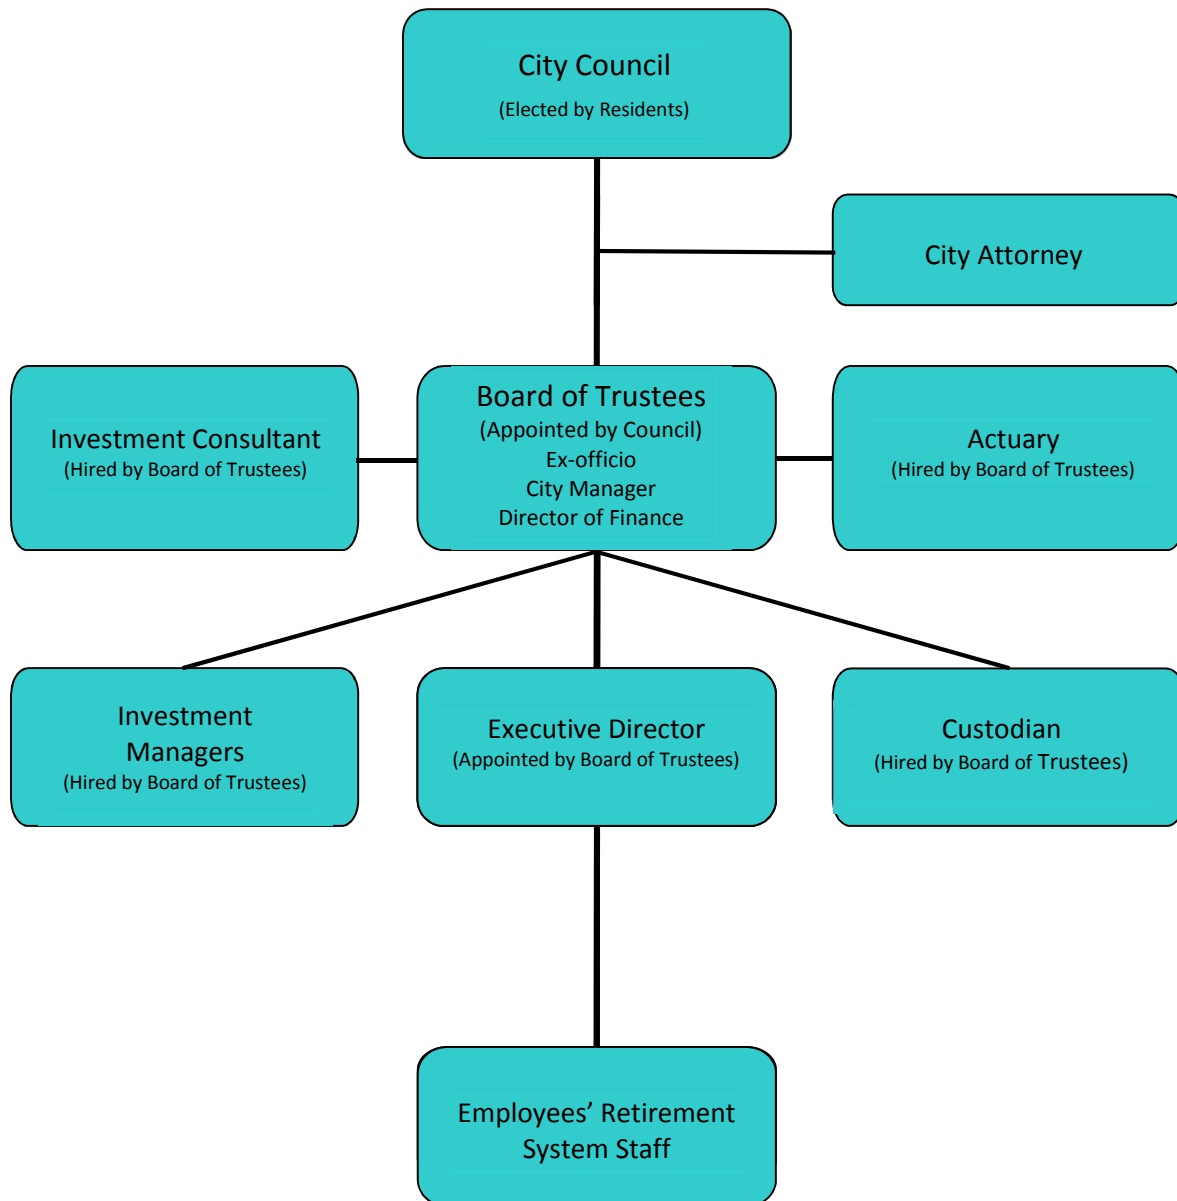 City Council
(Elected by Residents)
City Attorney
Investment Consultant
(Hired by Board of Trustees)
Board of Trustees
(Appointed by Council)
Ex-officio
City Manager
Director of Finance
Actuary
(Hired by Board of Trustees)
Investment
Managers
(Hired by Board of Trustees)
Executive Director
(Appointed by Board of Trustees)
Custodian
(Hired by Board of Trustees)
Employees’ Retirement
System Staff